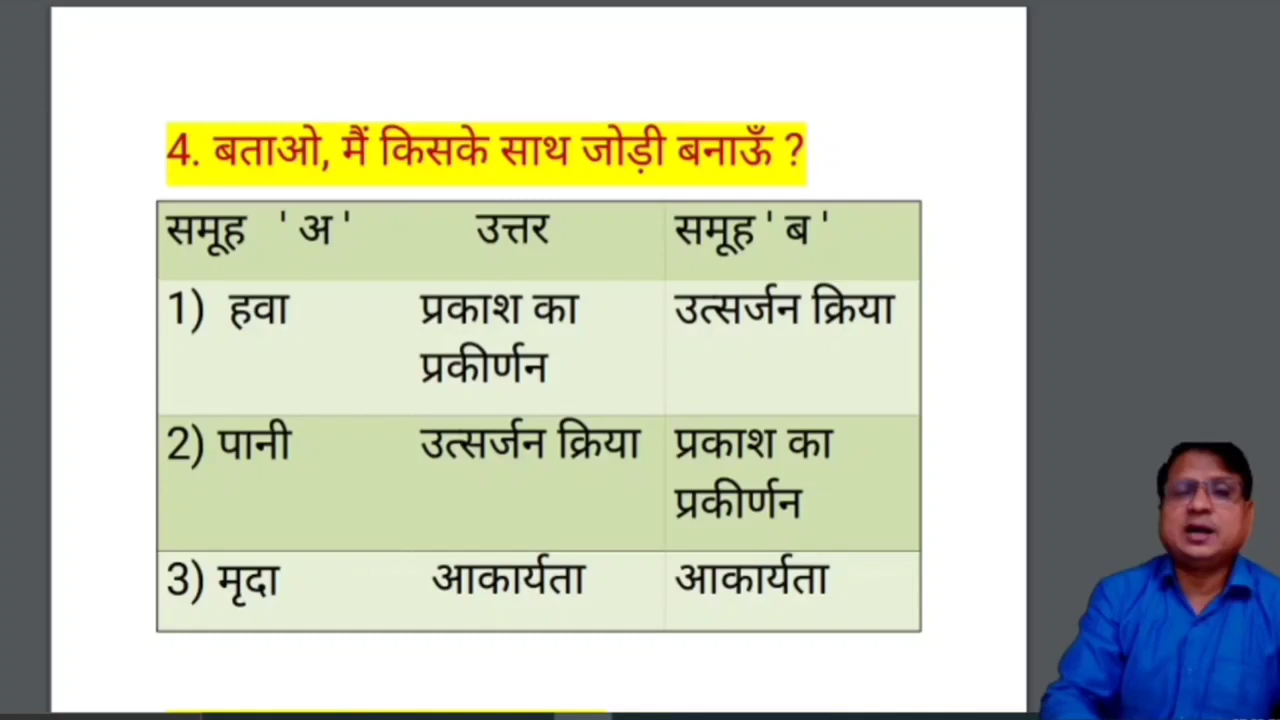 4. बताओ, मैं किसके साथ जोड़ी बनाऊँ ?
समूह ' अ ' उत्तर समूह ' ब '
1) हवा प्रकाश का प्रकीर्णन उत्सर्जन क्रिया
2) पानी उत्सर्जन क्रिया प्रकाश का प्रकीर्णन
3) मृदा आकार्यता आकार्यता